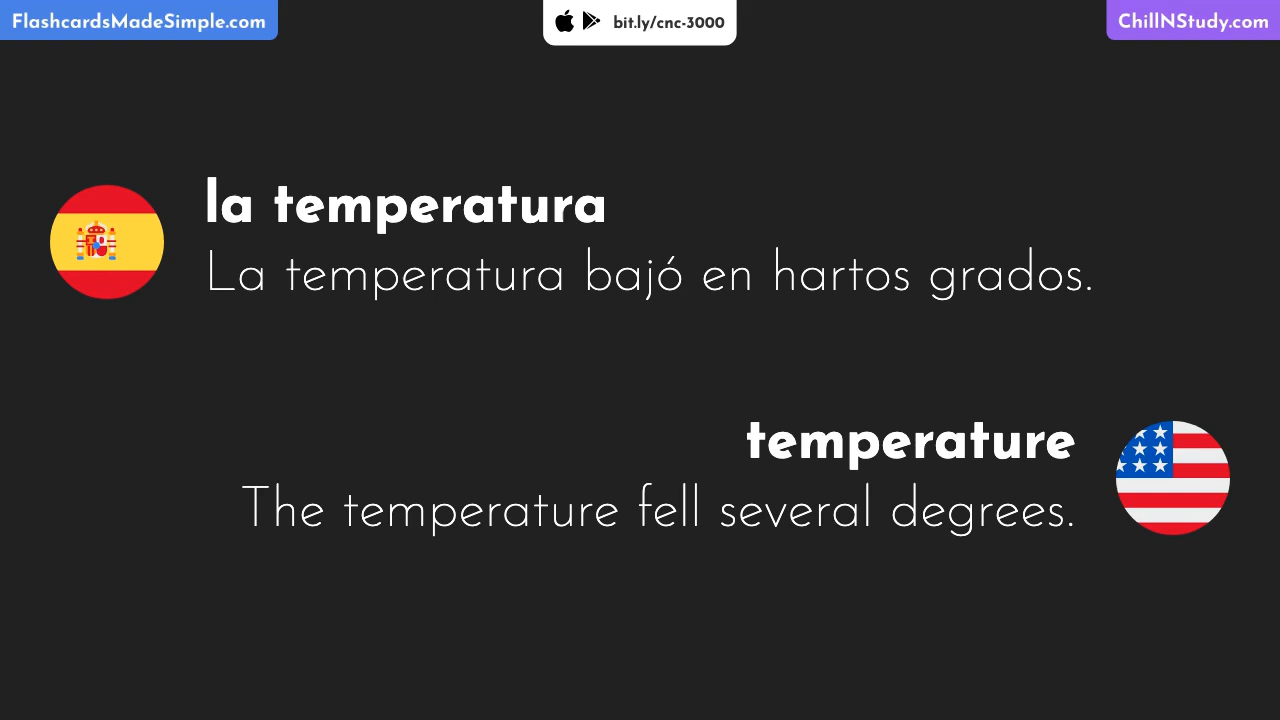 FlashcardsMadeSimple.com
bit.ly/cnc-3000
ChillNStudy.com
la temperatura
La temperatura bajó en hartos grados.
temperature
The temperature fell several degrees.